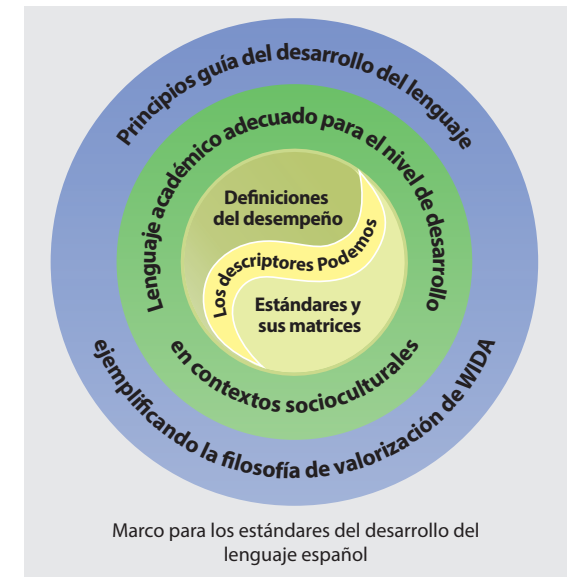 Principios guía del desarrollo del lenguaje
ejemplificando la filosofía de valorización de WIDA
Lenguaje académico adecuado para el nivel de desarrollo
en contextos socioculturales
Definiciones
del desempeño
Los descriptores Podemos
Estándares y
sus matrices
Marco para los estándares del desarrollo del
lenguaje español